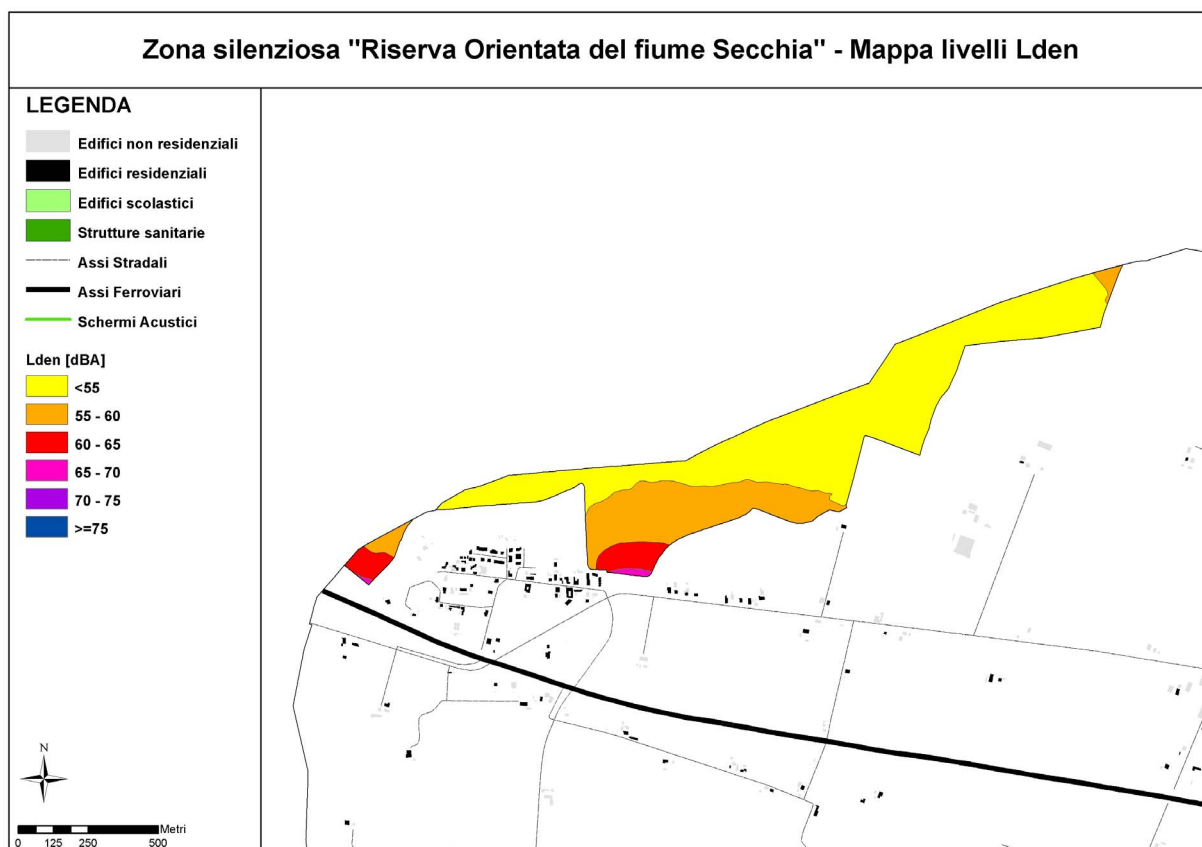 Zona silenziosa "Riserva Orientata del fiume Secchia" - Mappa livelli Lden
LEGENDA
Edifici non residenziali
Edifici residenziali
Edifici scolastici
Strutture sanitarie
Assi Stradali
Assi Ferroviari
Schermi Acustici
Lden [dBA]
<55
55 - 60
60 - 65
65 - 70
70 - 75
>=75
N
Metri
0 125 250 500